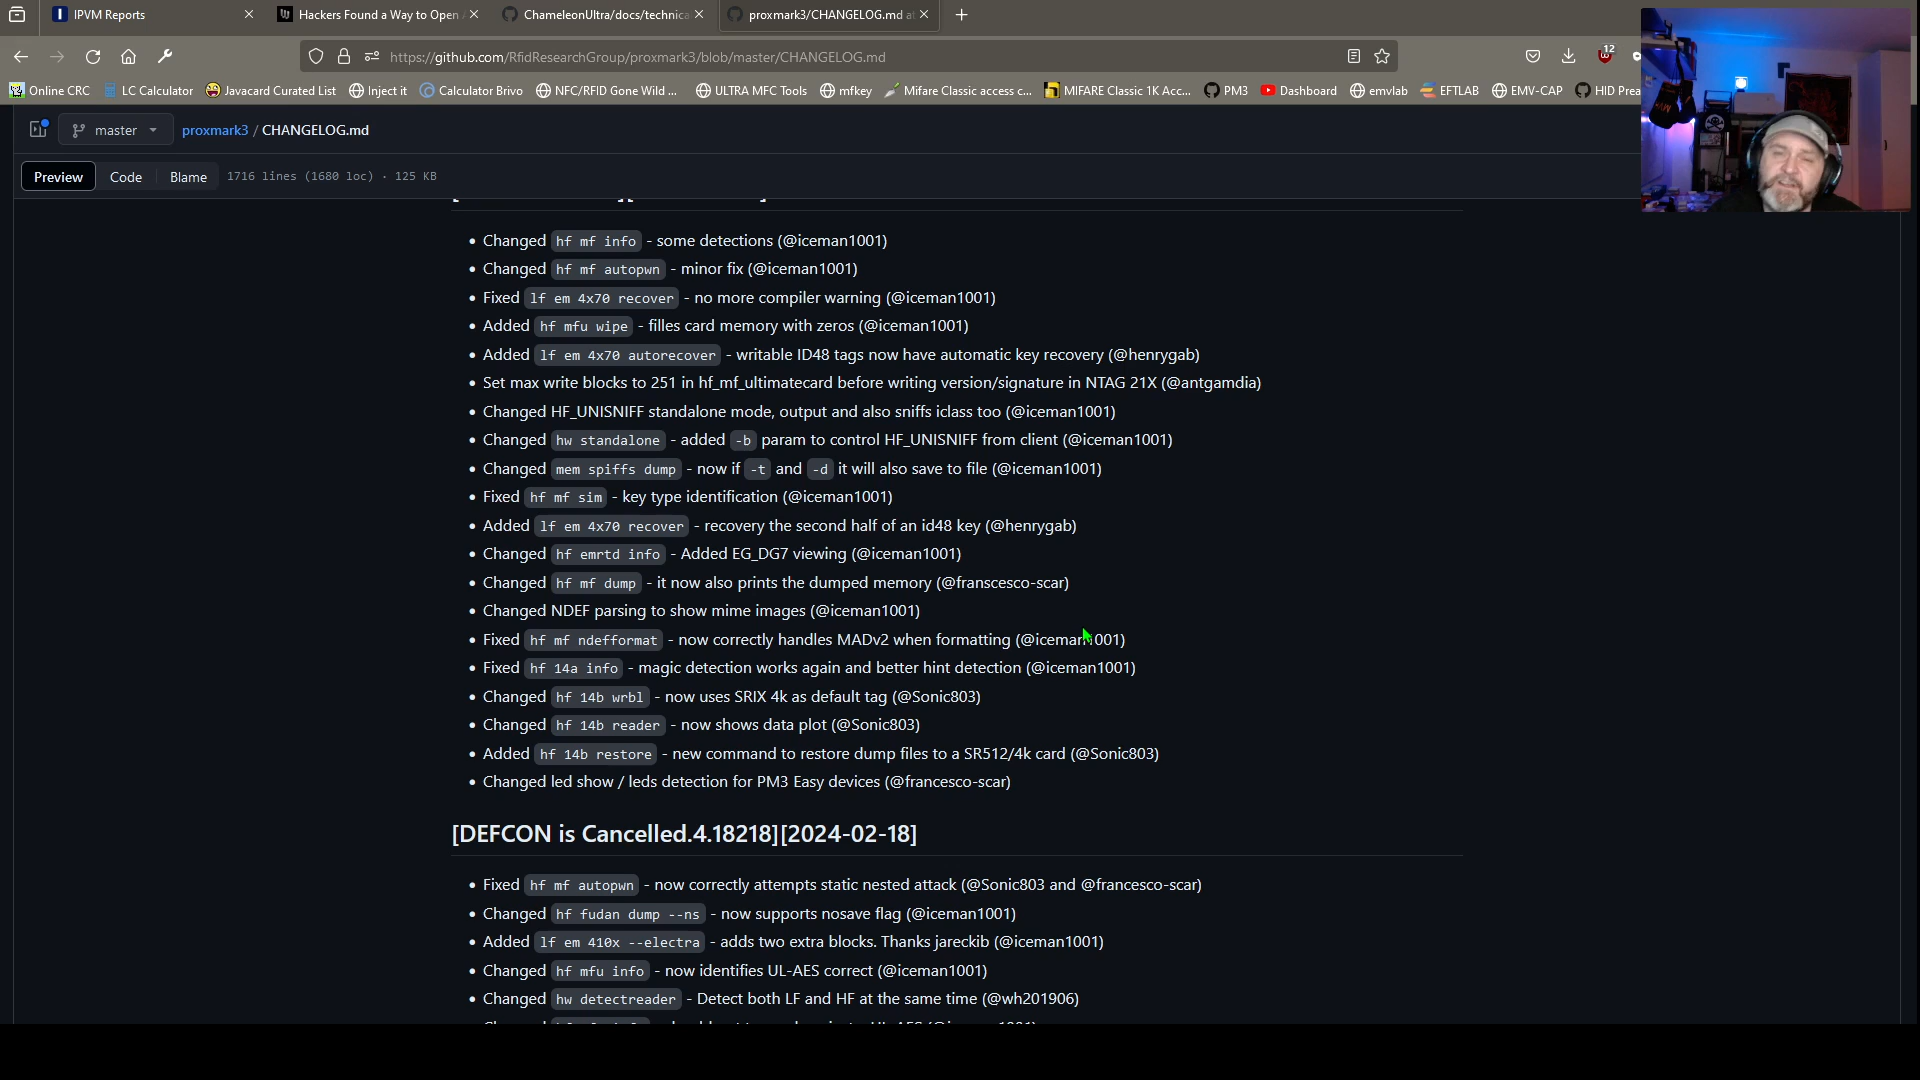 IPVM Reports
Hackers Found a Way to Open
ChameleonUltra/docs/technica
proxmark3/CHANGELOG.md at
https://github.com/RfidResearchGroup/proxmark3/blob/master/CHANGELOG.md
12
Online CRC
LC Calculator
Javacard Curated List
Inject it
Calculator Brivo
NFC/RFID Gone Wild ...
ULTRA MFC Tools
mfkey
Mifare Classic access c...
MIFARE Classic 1K Acc...
PM3
Dashboard
emvlab
EFTLAB
EMV-CAP
HID Prea
master
proxmark3 / CHANGELOG.md
Preview Code Blame 1716 lines (1680 loc) · 125 KB
• Changed hf mf info - some detections (@iceman1001)
• Changed hf mf autopwn - minor fix (@iceman1001)
• Fixed lf em 4x70 recover - no more compiler warning (@iceman1001)
• Added hf mfu wipe - filles card memory with zeros (@iceman1001)
• Added lf em 4x70 autorecover - writable ID48 tags now have automatic key recovery (@henrygab)
• Set max write blocks to 251 in hf_mf_ultimatecard before writing version/signature in NTAG 21X (@antgamdia)
• Changed HF_UNISNIFF standalone mode, output and also sniffs iclass too (@iceman1001)
• Changed hw standalone - added -b param to control HF_UNISNIFF from client (@iceman1001)
• Changed mem spiffs dump - now if -t and -d it will also save to file (@iceman1001)
• Fixed hf mf sim - key type identification (@iceman1001)
• Added lf em 4x70 recover - recovery the second half of an id48 key (@henrygab)
• Changed hf emrtd info - Added EG_DG7 viewing (@iceman1001)
• Changed hf mf dump - it now also prints the dumped memory (@franscesco-scar)
• Changed NDEF parsing to show mime images (@iceman1001)
• Fixed hf mf ndefformat - now correctly handles MADv2 when formatting (@iceman1001)
• Fixed hf 14a info - magic detection works again and better hint detection (@iceman1001)
• Changed hf 14b wrbl - now uses SRIX 4k as default tag (@Sonic803)
• Changed hf 14b reader - now shows data plot (@Sonic803)
• Added hf 14b restore - new command to restore dump files to a SR512/4k card (@Sonic803)
• Changed led show / leds detection for PM3 Easy devices (@francesco-scar)
[DEFCON is Cancelled.4.18218][2024-02-18]
• Fixed hf mf autopwn - now correctly attempts static nested attack (@Sonic803 and @francesco-scar)
• Changed hf fudan dump --ns - now supports nosave flag (@iceman1001)
• Added lf em 410x --electra - adds two extra blocks. Thanks jareckib (@iceman1001)
• Changed hf mfu info - now identifies UL-AES correct (@iceman1001)
• Changed hw detectreader - Detect both LF and HF at the same time (@wh201906)